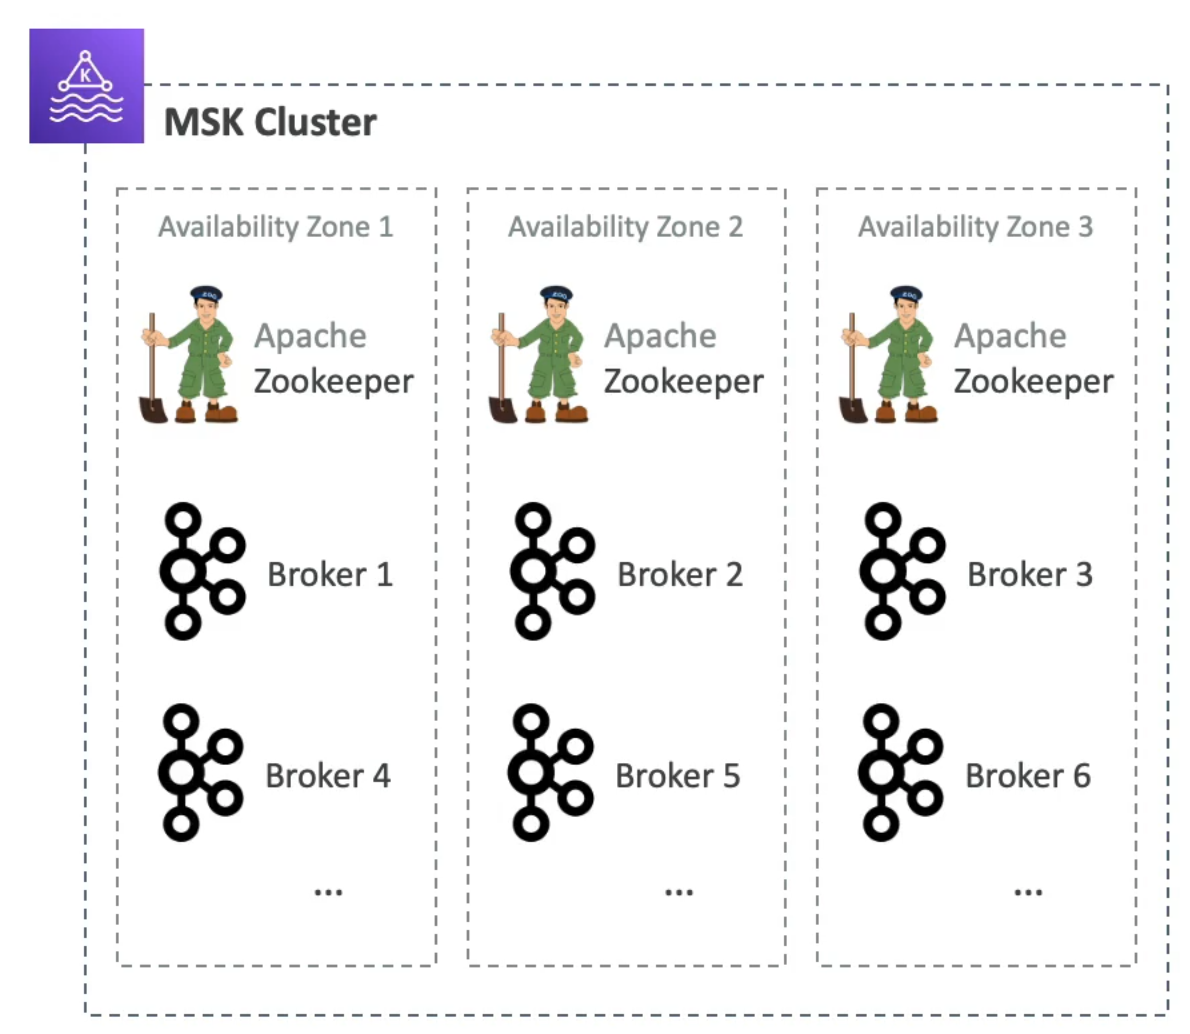 K
MSK Cluster
Availability Zone 1
Apache
Zookeeper
Broker 1
Broker 4
...
Availability Zone 2
Apache
Zookeeper
Broker 2
Broker 5
...
Availability Zone 3
Apache
Zookeeper
Broker 3
Broker 6
...